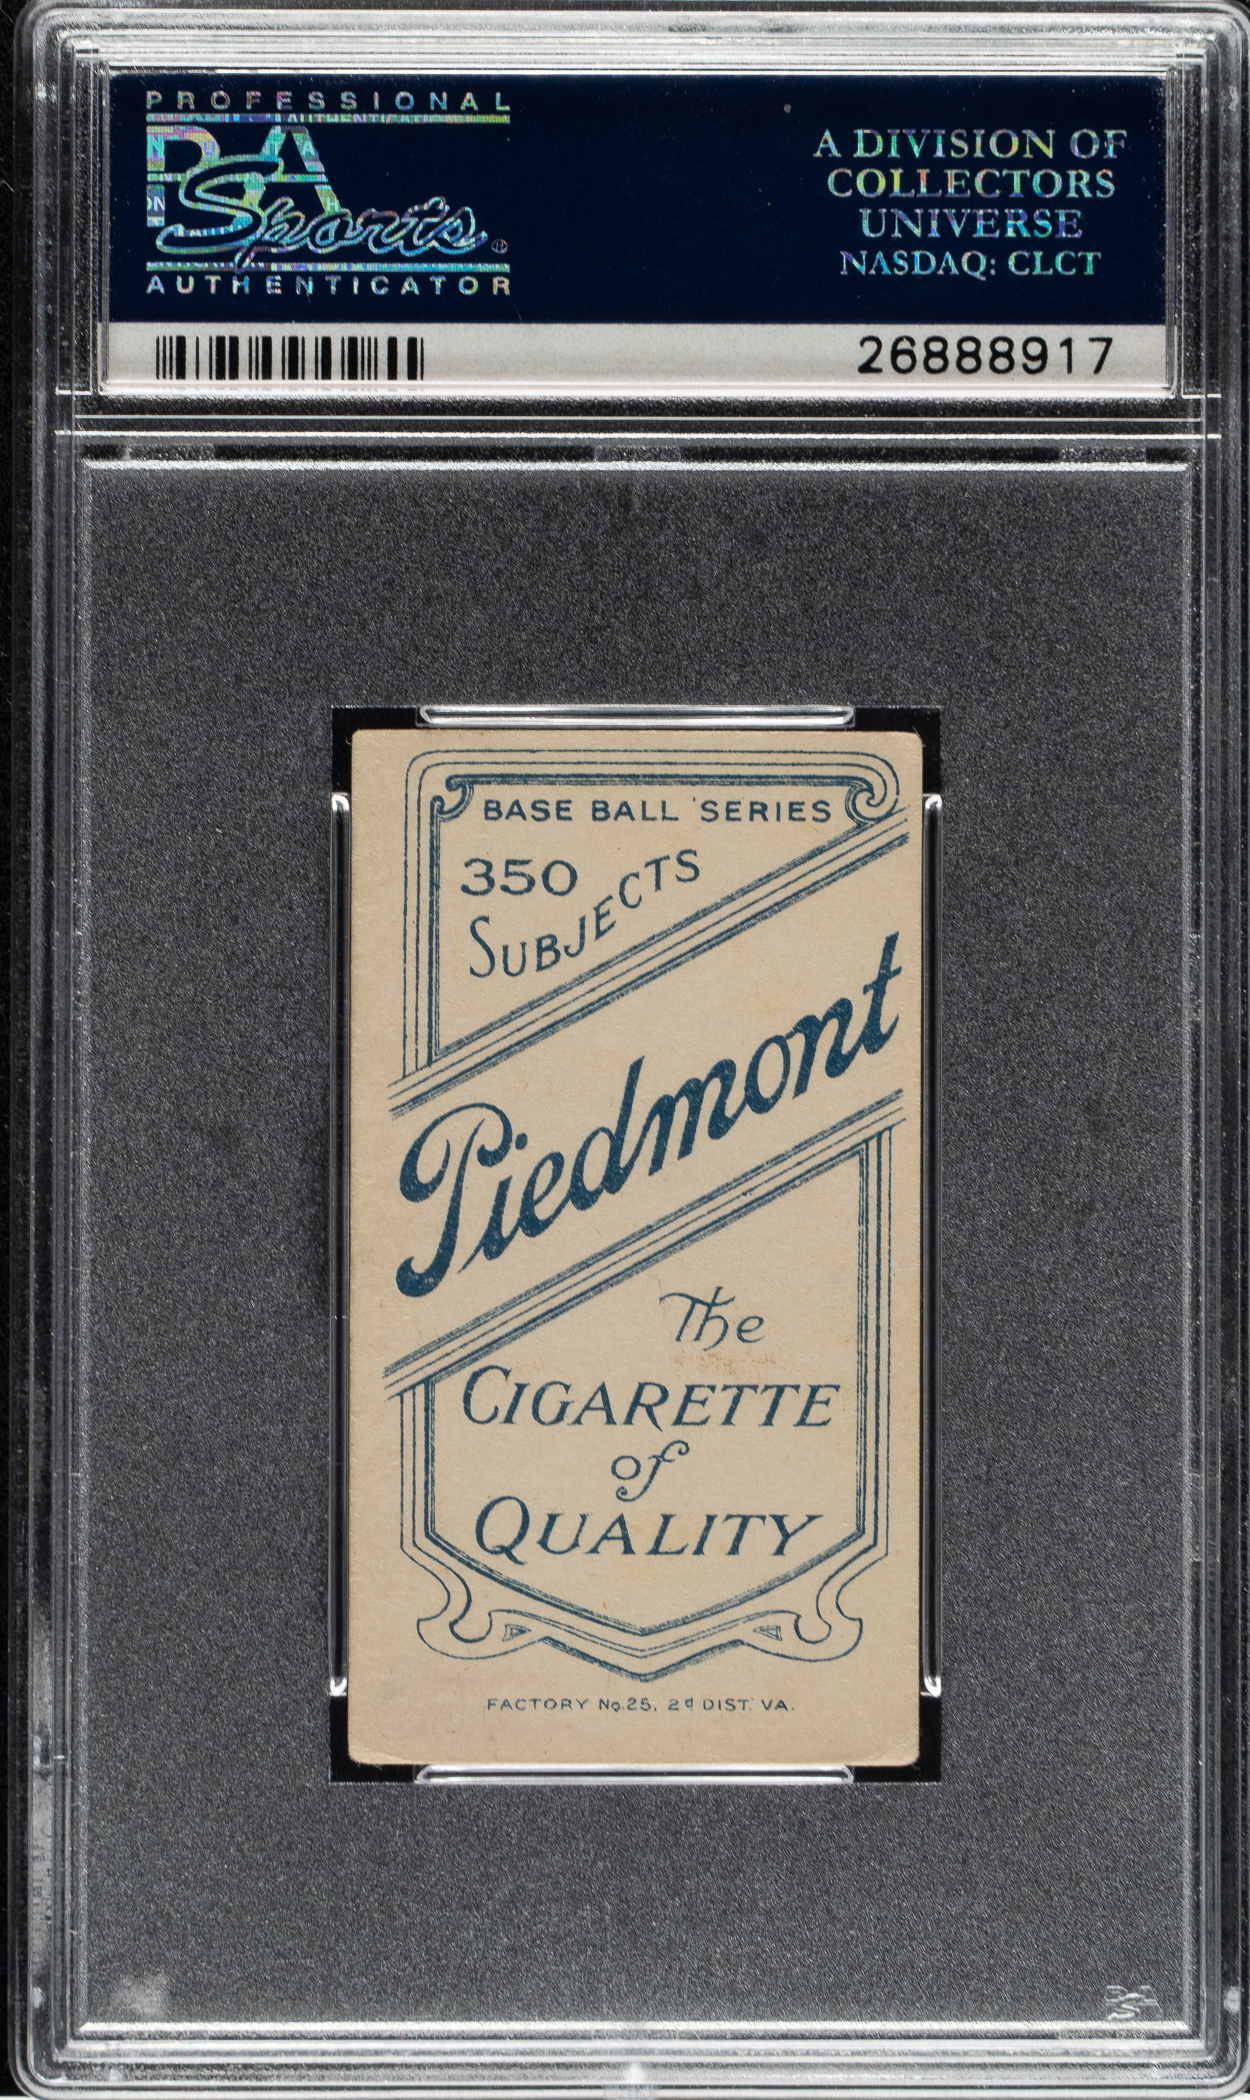 PROFESSIONAL
PSA
Sports®
AUTHENTICATOR
A DIVISION OF
COLLECTORS
UNIVERSE
NASDAQ: CLCT
26888917
BASE BALL SERIES
350
SUBJECTS
Piedmont
The
CIGARETTE
of
QUALITY
FACTORY No. 25, 2d DIST. VA.